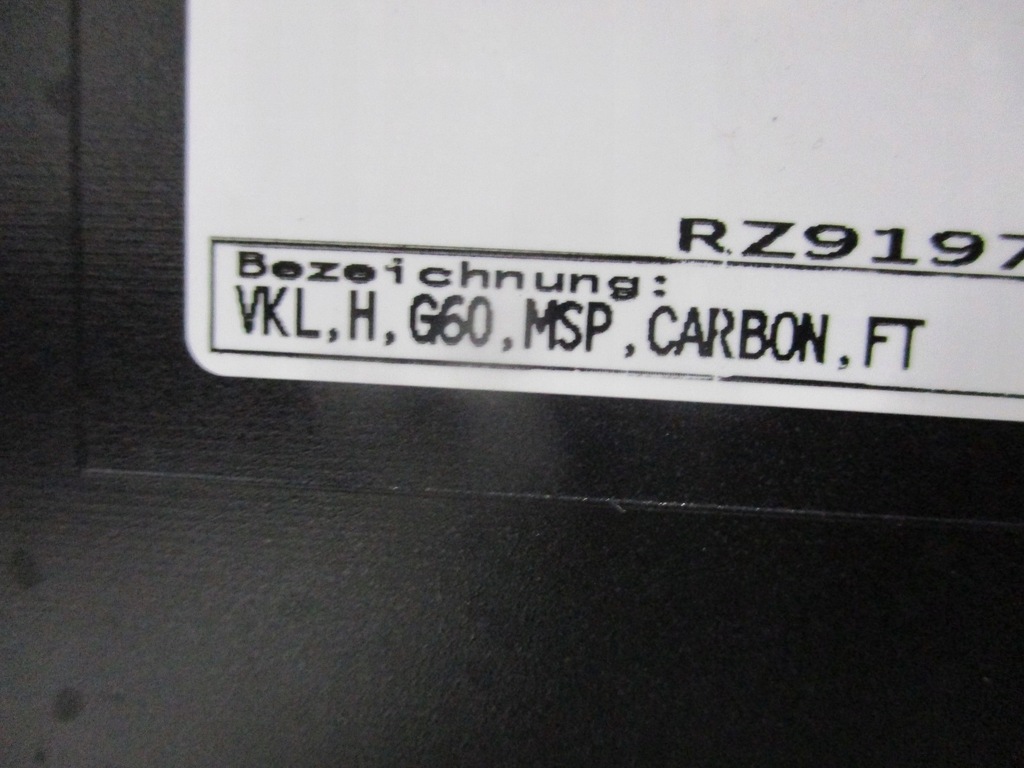 RZ9197
Bezeichnung:
VKL,H,G60,MSP,CARBON,FT